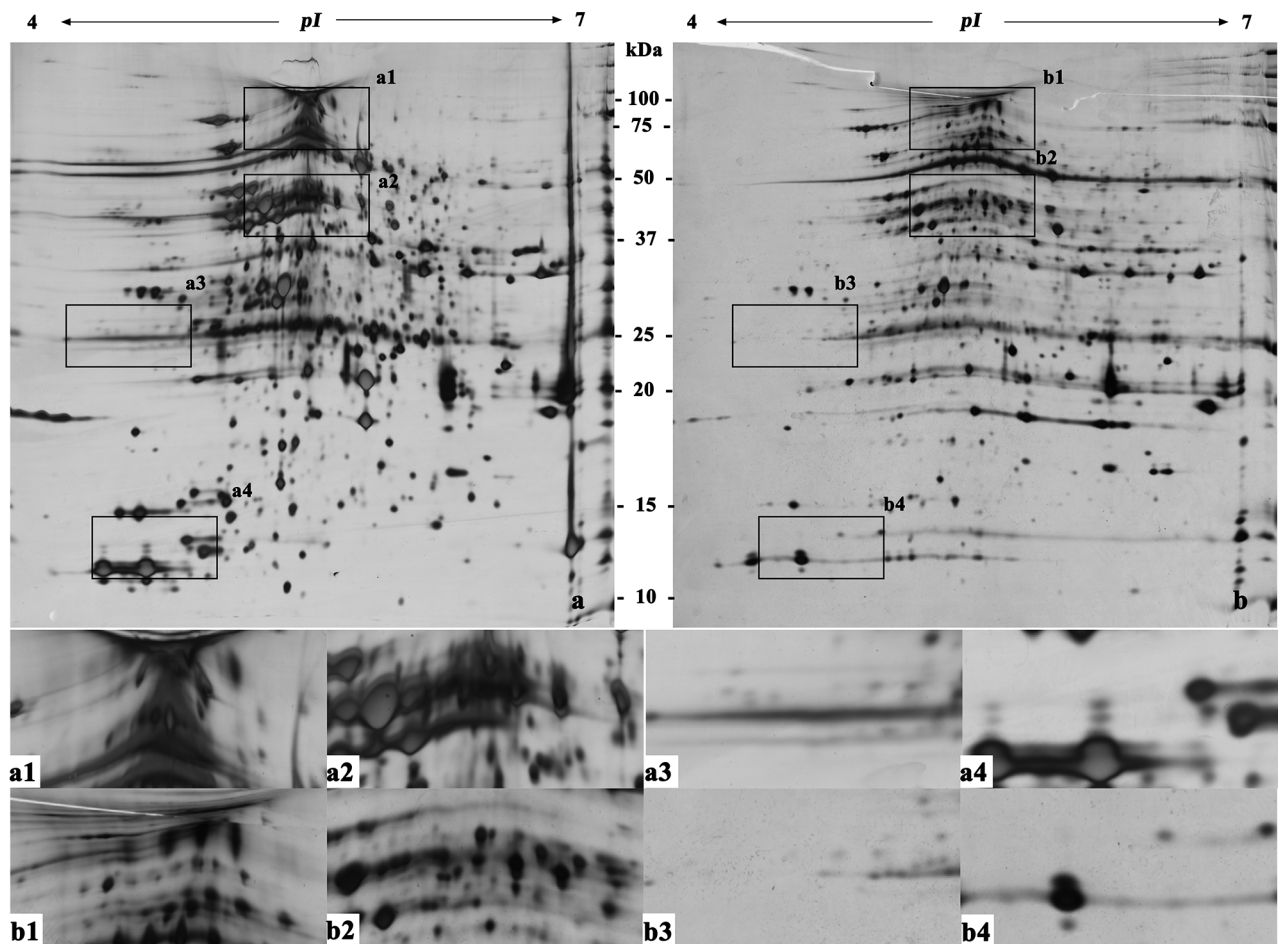 4 pI 7 4 pI 7
kDa
a1 b1
- 100 -
- 75 -
b2
a2 - 50 -
- 37 -
a3 b3
- 25 -
- 20 -
a4 - 15 - b4
- 10 -
a b
a1 a2 a3 a4
b1 b2 b3 b4